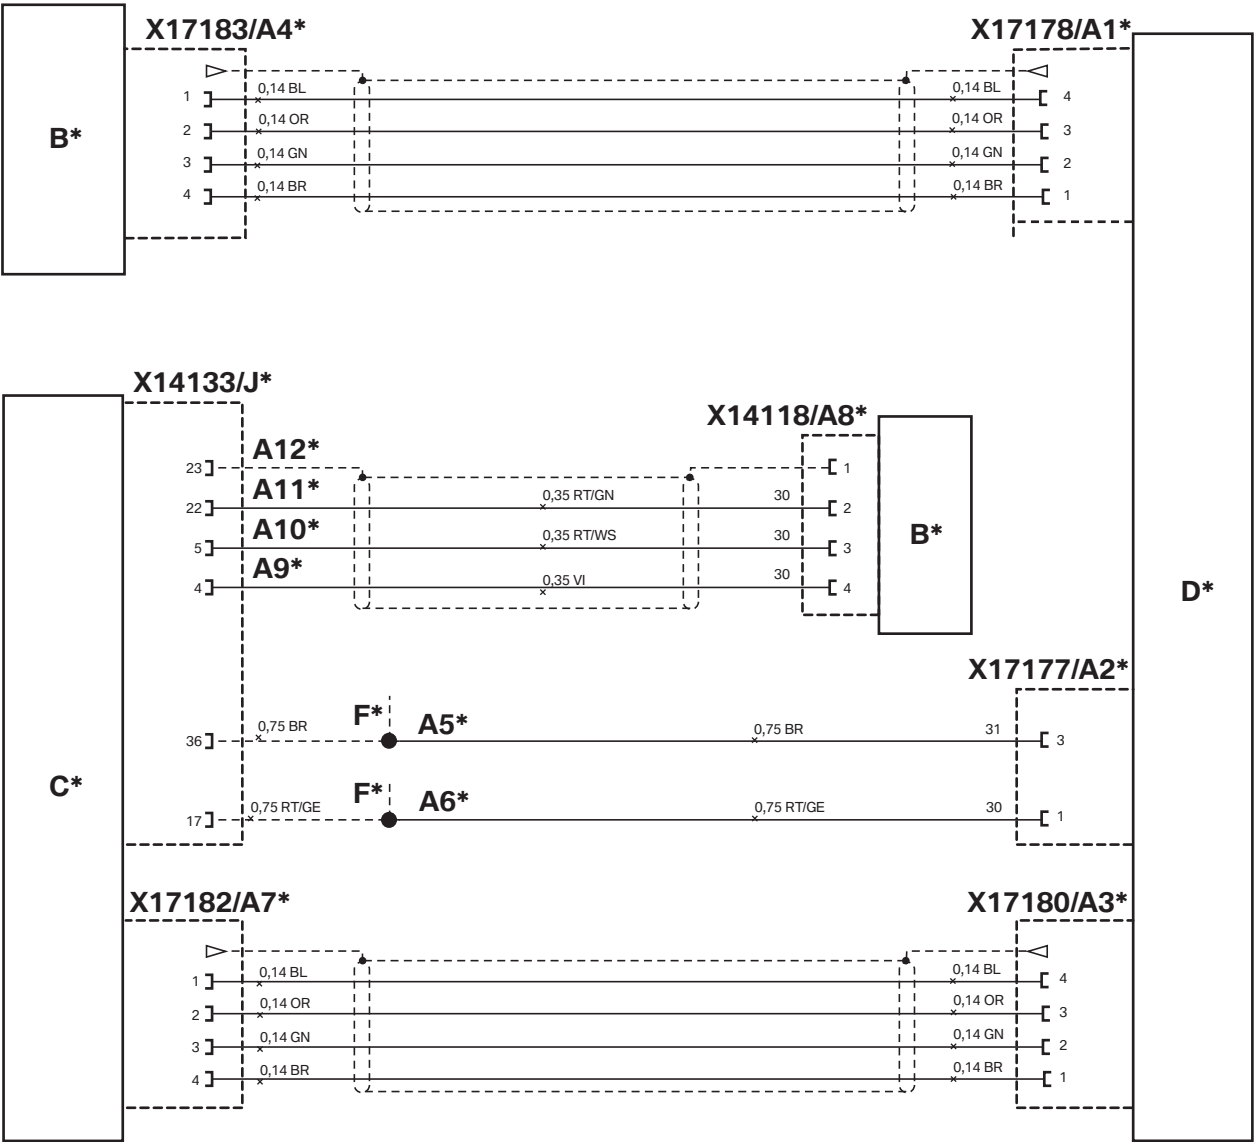 X17183/A4* X17178/A1*
1 0,14 BL 0,14 BL 4
2 0,14 OR 0,14 OR 3
B*
3 0,14 GN 0,14 GN 2
4 0,14 BR 0,14 BR 1
X14133/J*
X14118/A8*
23 A12* 1
22 A11* 0,35 RT/GN 30 2
5 A10* 0,35 RT/WS 30 3
B*
4 A9* 0,35 VI 30 4
D*
X17177/A2*
36 0,75 BR F* A5* 0,75 BR 31 3
C*
17 0,75 RT/GE F* A6* 0,75 RT/GE 30 1
X17182/A7* X17180/A3*
1 0,14 BL 0,14 BL 4
2 0,14 OR 0,14 OR 3
3 0,14 GN 0,14 GN 2
4 0,14 BR 0,14 BR 1